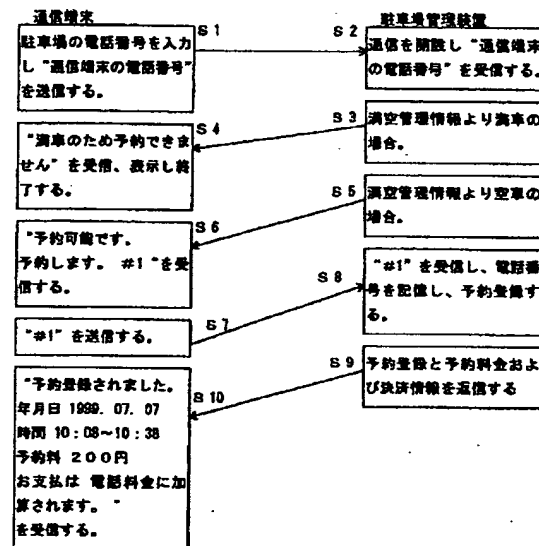 通信端末
駐車場の電話番号を入力
し“通信端末の電話番号”
を送信する。
S1
S2
駐車場管理装置
通信を開設し“通信端末
の電話番号”を受信する。
S3
満空管理情報より満車の
場合。
S4
“満車のため予約できま
せん”を受信、表示し終
了する。
S5
満空管理情報より空車の
場合。
S6
“予約可能です。
予約します。 #1 ”を受
信する。
S7
“#1” を送信する。
S8
“#1” を受信し、電話番
号を記憶し、予約登録す
る。
S9
予約登録と予約料金およ
び決済情報を返信する
S10
“予約登録されました。
年月日 1999. 07. 07
時間 10:08～10:38
予約料 200円
お支払は 電話料金に加
算されます。 ”
を受信する。